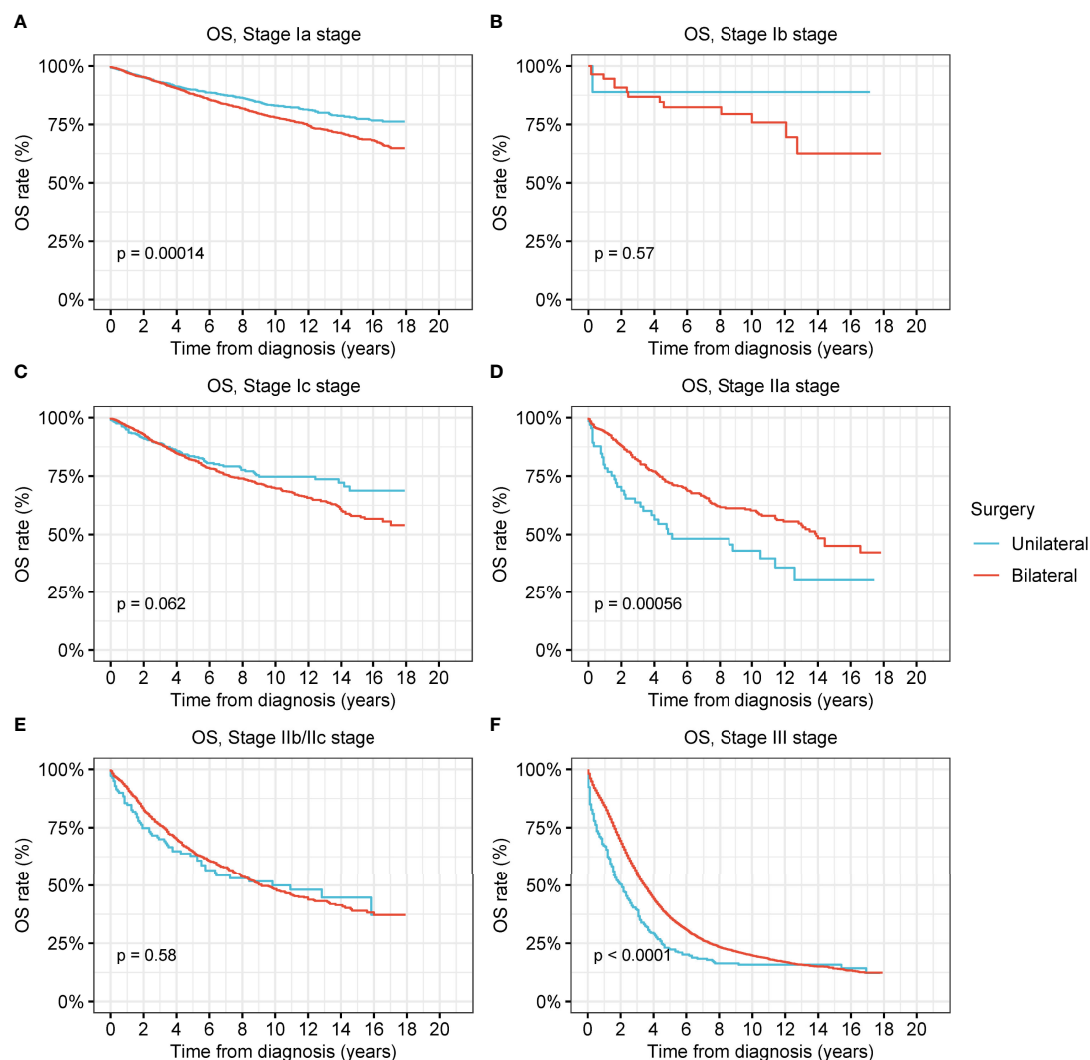 A
OS, Stage Ia stage
100%
75%
50%
25%
0%
OS rate (%)
p = 0.00014
0 2 4 6 8 10 12 14 16 18 20
Time from diagnosis (years)
B
OS, Stage Ib stage
100%
75%
50%
25%
0%
OS rate (%)
p = 0.57
0 2 4 6 8 10 12 14 16 18 20
Time from diagnosis (years)
C
OS, Stage Ic stage
100%
75%
50%
25%
0%
OS rate (%)
p = 0.062
0 2 4 6 8 10 12 14 16 18 20
Time from diagnosis (years)
D
OS, Stage IIa stage
100%
75%
50%
25%
0%
OS rate (%)
p = 0.00056
0 2 4 6 8 10 12 14 16 18 20
Time from diagnosis (years)
Surgery
Unilateral
Bilateral
E
OS, Stage IIb/IIc stage
100%
75%
50%
25%
0%
OS rate (%)
p = 0.58
0 2 4 6 8 10 12 14 16 18 20
Time from diagnosis (years)
F
OS, Stage III stage
100%
75%
50%
25%
0%
OS rate (%)
p < 0.0001
0 2 4 6 8 10 12 14 16 18 20
Time from diagnosis (years)